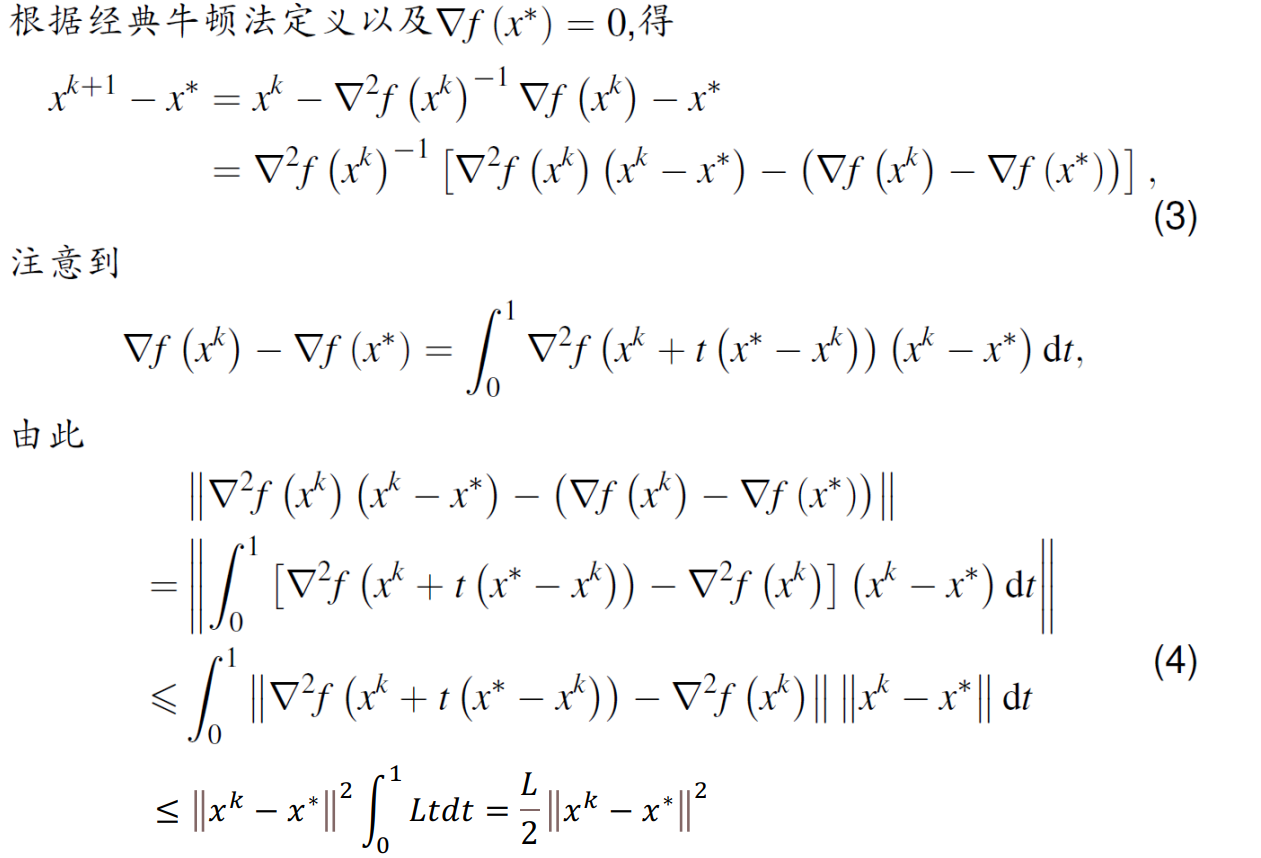 根据经典牛顿法定义以及∇f (x*) = 0,得
x^{k+1} − x* = x^k − ∇²f (x^k)^{−1} ∇f (x^k) − x*
= ∇²f (x^k)^{−1} [∇²f (x^k) (x^k − x*) − (∇f (x^k) − ∇f (x*))] ,
(3)
注意到
∇f (x^k) − ∇f (x*) = ∫_0^1 ∇²f (x^k + t (x* − x^k)) (x^k − x*) dt,
由此
‖∇²f (x^k) (x^k − x*) − (∇f (x^k) − ∇f (x*))‖
= ‖∫_0^1 [∇²f (x^k + t (x* − x^k)) − ∇²f (x^k)] (x^k − x*) dt‖
(4)
⩽ ∫_0^1 ‖∇²f (x^k + t (x* − x^k)) − ∇²f (x^k)‖ ‖x^k − x*‖ dt
≤ ‖x^k − x*‖² ∫_0^1 Ltdt = \frac{L}{2} ‖x^k − x*‖²